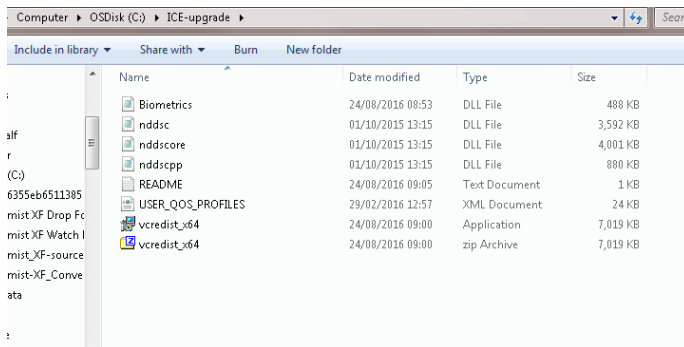 Computer ▸ OSDisk (C:) ▸ ICE-upgrade ▸
Include in library Share with Burn New folder
Name Date modified Type Size
Biometrics 24/08/2016 08:53 DLL File 488 KB
nddsc 01/10/2015 13:15 DLL File 3,592 KB
nddscore 01/10/2015 13:15 DLL File 4,001 KB
nddscpp 01/10/2015 13:15 DLL File 880 KB
README 24/08/2016 09:05 Text Document 1 KB
USER_QOS_PROFILES 29/02/2016 12:57 XML Document 24 KB
vcredist_x64 24/08/2016 09:00 Application 7,019 KB
vcredist_x64 24/08/2016 09:00 zip Archive 7,019 KB
alf
r
(C:)
6355eb6511385
mist XF Drop Fc
mist XF Watch
mist_XF-source
mist-XF_Conve
ata
e